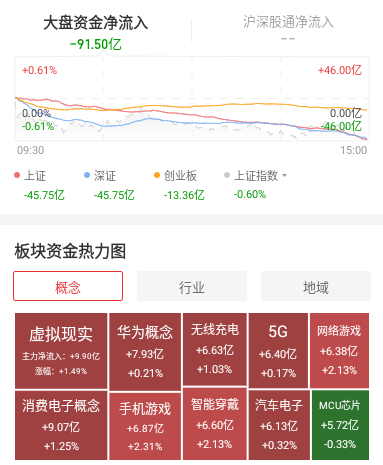 大盘资金净流入
沪深股通净流入
-91.50亿
--
+0.61%
+46.00亿
0.00%
0.00亿
-0.61%
-46.00亿
09:30
15:00
上证
深证
创业板
上证指数
-45.75亿
-45.75亿
-13.36亿
-0.60%
板块资金热力图
概念
行业
地域
虚拟现实
主力净流入：+9.90亿
涨幅：+1.49%
华为概念
+7.93亿
+0.21%
无线充电
+6.63亿
+1.03%
5G
+6.40亿
+0.17%
网络游戏
+6.38亿
+2.13%
消费电子概念
+9.07亿
+1.25%
手机游戏
+6.87亿
+2.31%
智能穿戴
+6.60亿
+2.13%
汽车电子
+6.13亿
+0.32%
MCU芯片
+5.72亿
-0.33%